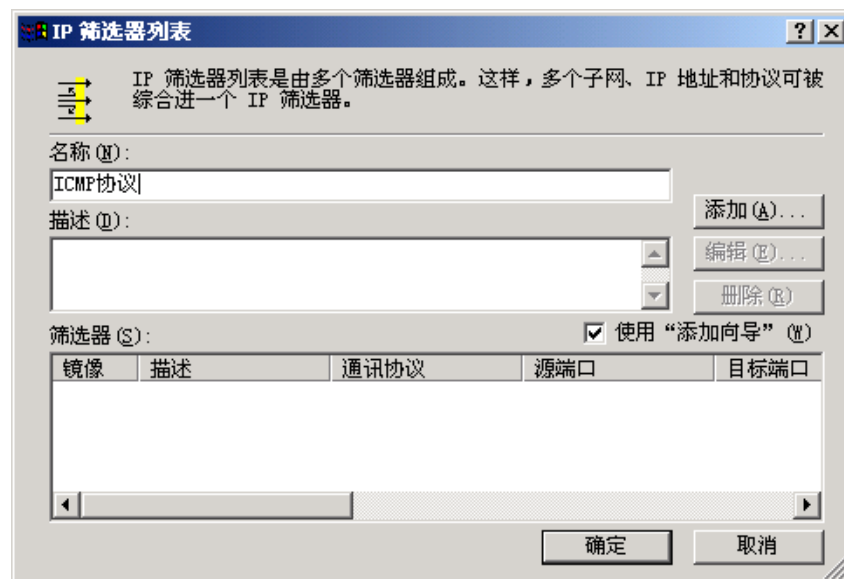 IP 筛选器列表
IP 筛选器列表是由多个筛选器组成。这样，多个子网、IP 地址和协议可被
综合进一个 IP 筛选器。
名称(N):
ICMP协议
添加(A)...
描述(D):
编辑(E)...
删除(R)
筛选器(S):
使用“添加向导”(W)
镜像 描述 通讯协议 源端口 目标端口
确定 取消